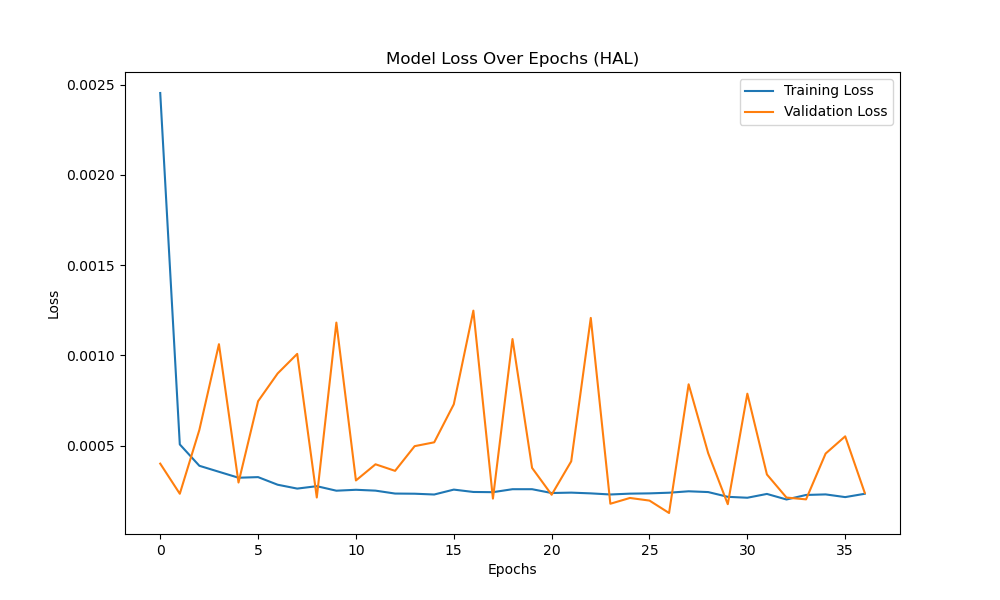 Model Loss Over Epochs (HAL)
Training Loss
Validation Loss
0.0025
0.0020
0.0015
0.0010
0.0005
Loss
0 5 10 15 20 25 30 35
Epochs